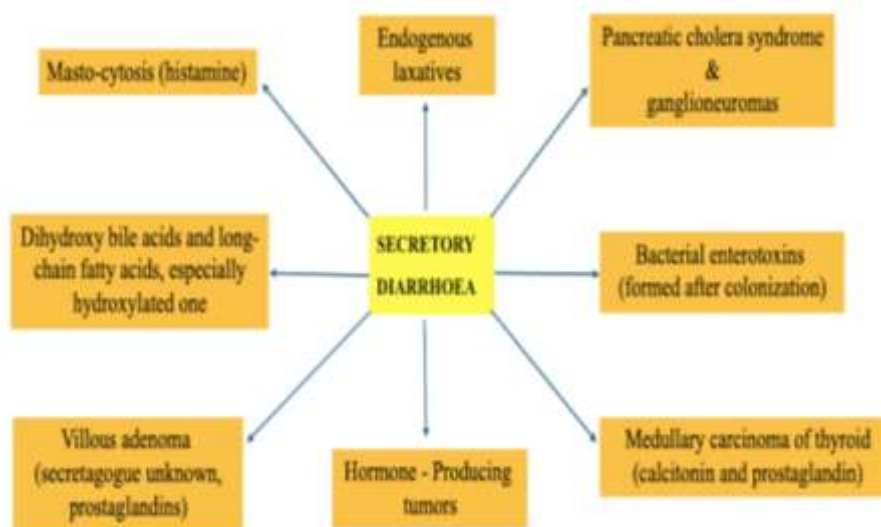 Masto-cytosis (histamine)
Endogenous
laxatives
Pancreatic cholera syndrome
&
ganglioneuromas
Dihydroxy bile acids and long-
chain fatty acids, especially
hydroxylated one
SECRETORY
DIARRHOEA
Bacterial enterotoxins
(formed after colonization)
Villous adenoma
(secretagogue unknown,
prostaglandins)
Hormone - Producing
tumors
Medullary carcinoma of thyroid
(calcitonin and prostaglandin)